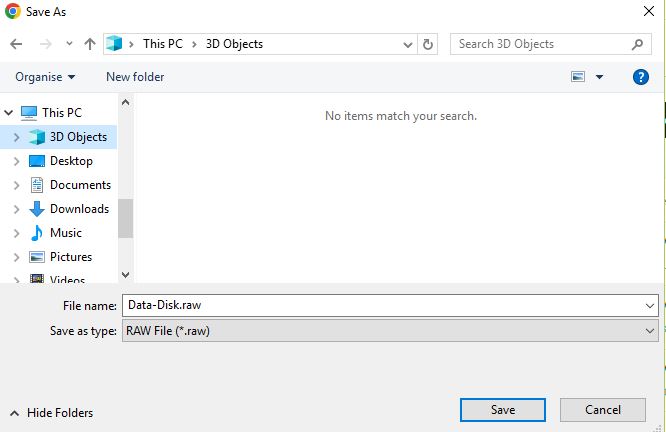 Save As
This PC > 3D Objects
Search 3D Objects
Organise
New folder
This PC
3D Objects
Desktop
Documents
Downloads
Music
Pictures
Videos
No items match your search.
File name: Data-Disk.raw
Save as type: RAW File (*.raw)
Hide Folders
Save
Cancel